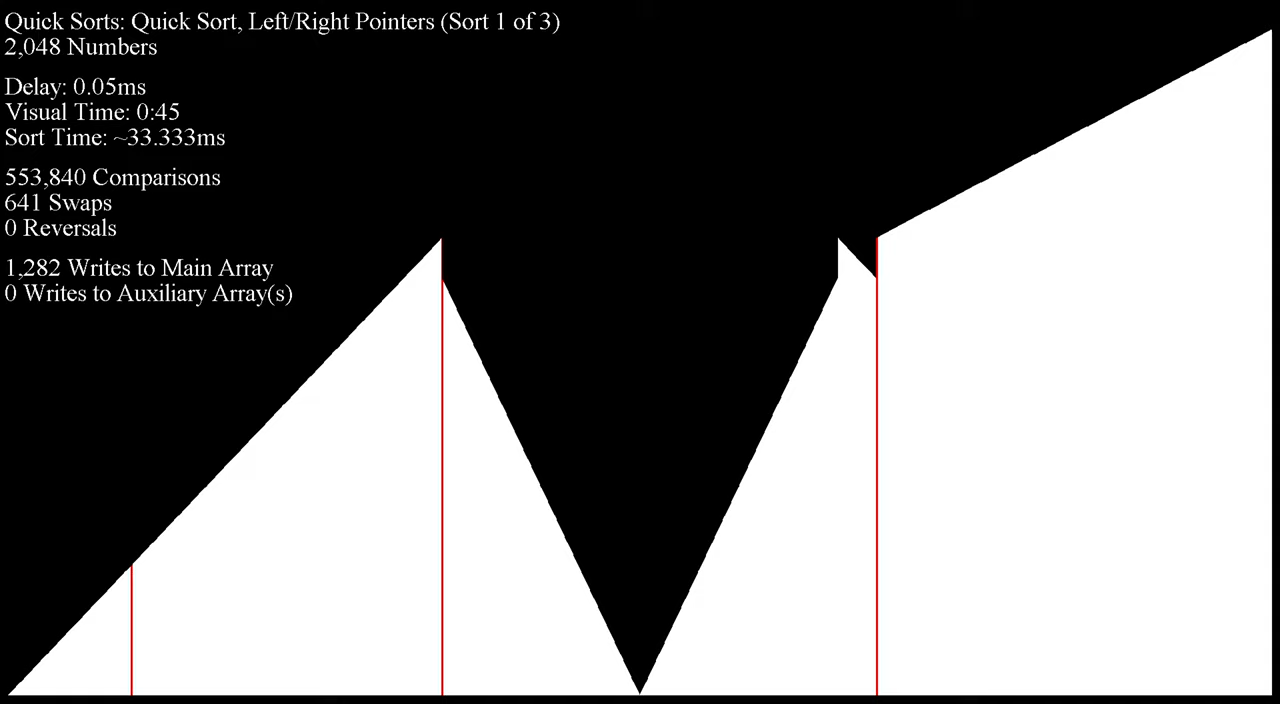 Quick Sorts: Quick Sort, Left/Right Pointers (Sort 1 of 3)
2,048 Numbers
Delay: 0.05ms
Visual Time: 0:45
Sort Time: ~33.333ms
553,840 Comparisons
641 Swaps
0 Reversals
1,282 Writes to Main Array
0 Writes to Auxiliary Array(s)